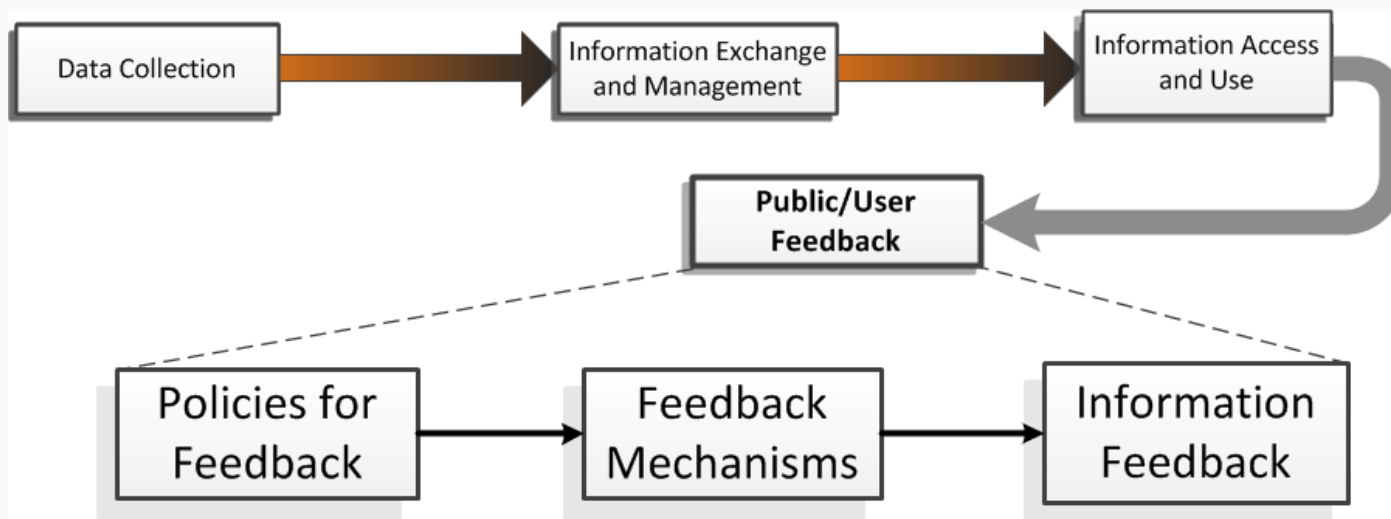 Data Collection
Information Exchange
and Management
Information Access
and Use
Public/User
Feedback
Policies for
Feedback
Feedback
Mechanisms
Information
Feedback